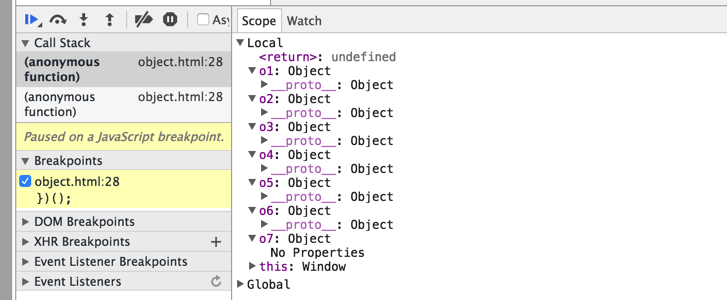 Asy
Call Stack
(anonymous function) object.html:28
(anonymous function) object.html:28
Paused on a JavaScript breakpoint.
Breakpoints
object.html:28
})();
DOM Breakpoints
XHR Breakpoints
Event Listener Breakpoints
Event Listeners
Scope Watch
Local
<return>: undefined
o1: Object
__proto__: Object
o2: Object
__proto__: Object
o3: Object
__proto__: Object
o4: Object
__proto__: Object
o5: Object
__proto__: Object
o6: Object
__proto__: Object
o7: Object
No Properties
this: Window
Global